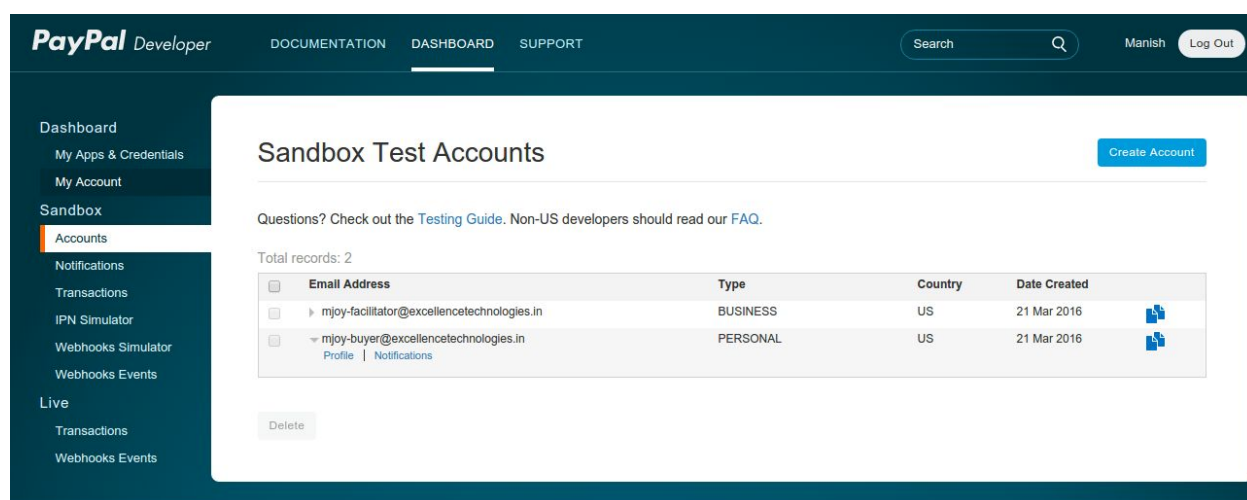 PayPal Developer DOCUMENTATION DASHBOARD SUPPORT Search Manish Log Out
Dashboard
My Apps & Credentials
My Account
Sandbox
Accounts
Notifications
Transactions
IPN Simulator
Webhooks Simulator
Webhooks Events
Live
Transactions
Webhooks Events
Sandbox Test Accounts Create Account
Questions? Check out the Testing Guide. Non-US developers should read our FAQ.
Total records: 2
Email Address Type Country Date Created
mjoy-facilitator@excellencetechnologies.in BUSINESS US 21 Mar 2016
mjoy-buyer@excellencetechnologies.in PERSONAL US 21 Mar 2016
Profile | Notifications
Delete